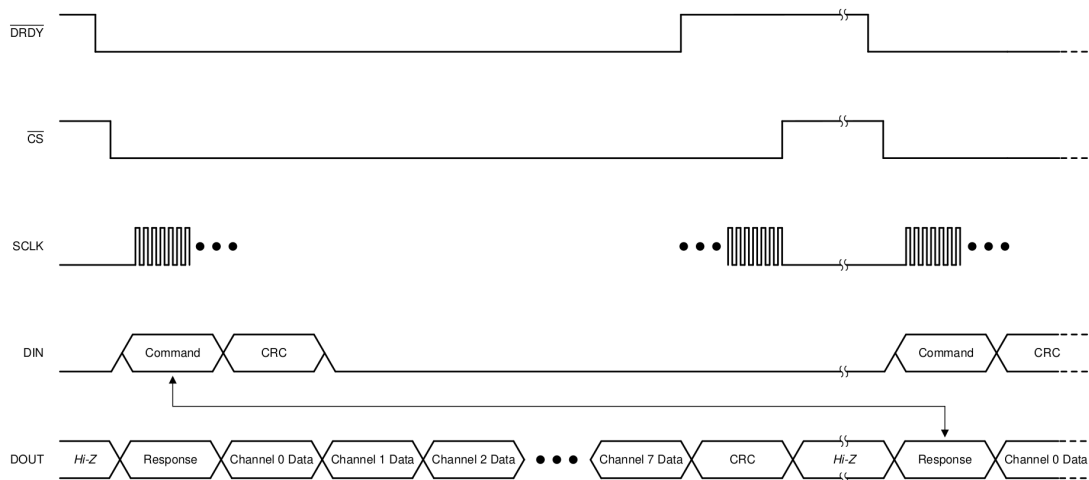 DRDY
CS
SCLK
DIN Command CRC Command CRC
DOUT Hi-Z Response Channel 0 Data Channel 1 Data Channel 2 Data Channel 7 Data CRC Hi-Z Response Channel 0 Data